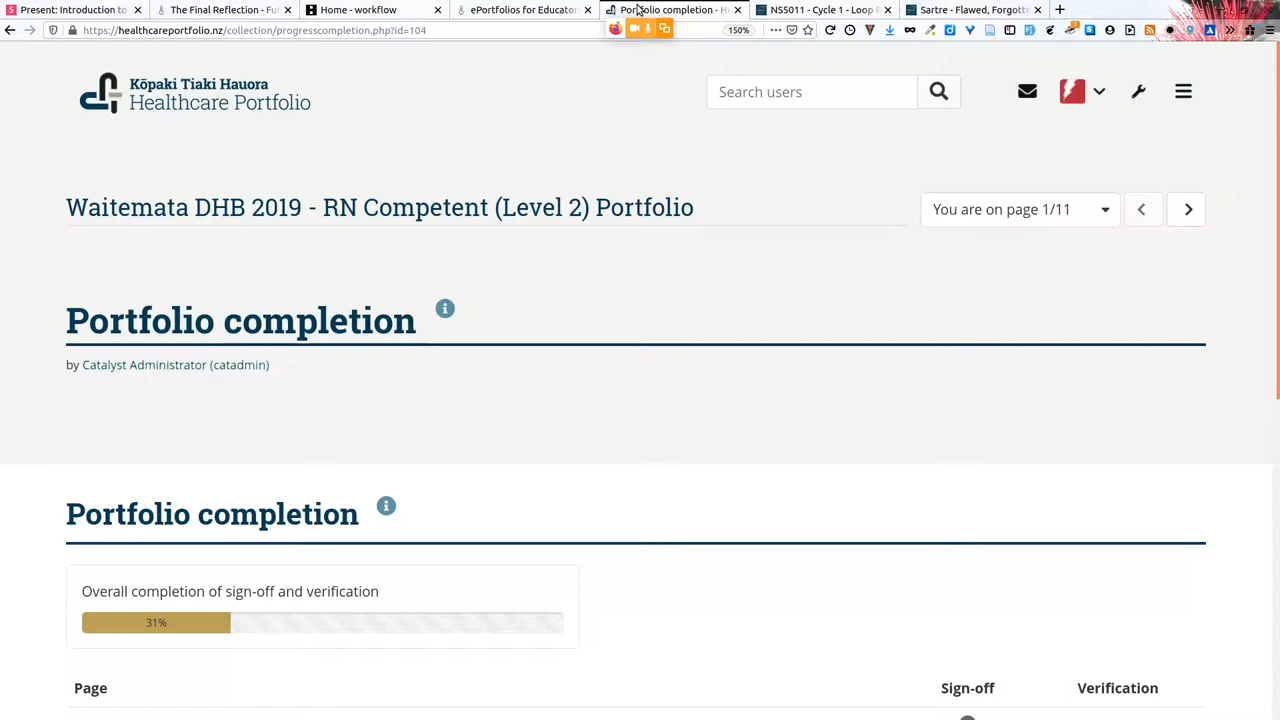 Present: Introduction to
The Final Reflection - Fu
Home - workflow
ePortfolios for Educator
Portfolio completion - H
NS5011 - Cycle 1 - Loop
Sartre - Flawed, Forgott
https://healthcareportfolio.nz/collection/progresscompletion.php?id=104
150%
Kōpaki Tiaki Hauora
Healthcare Portfolio
Search users
Waitemata DHB 2019 - RN Competent (Level 2) Portfolio
You are on page 1/11
Portfolio completion
by Catalyst Administrator (catadmin)
Portfolio completion
Overall completion of sign-off and verification
31%
Page Sign-off Verification